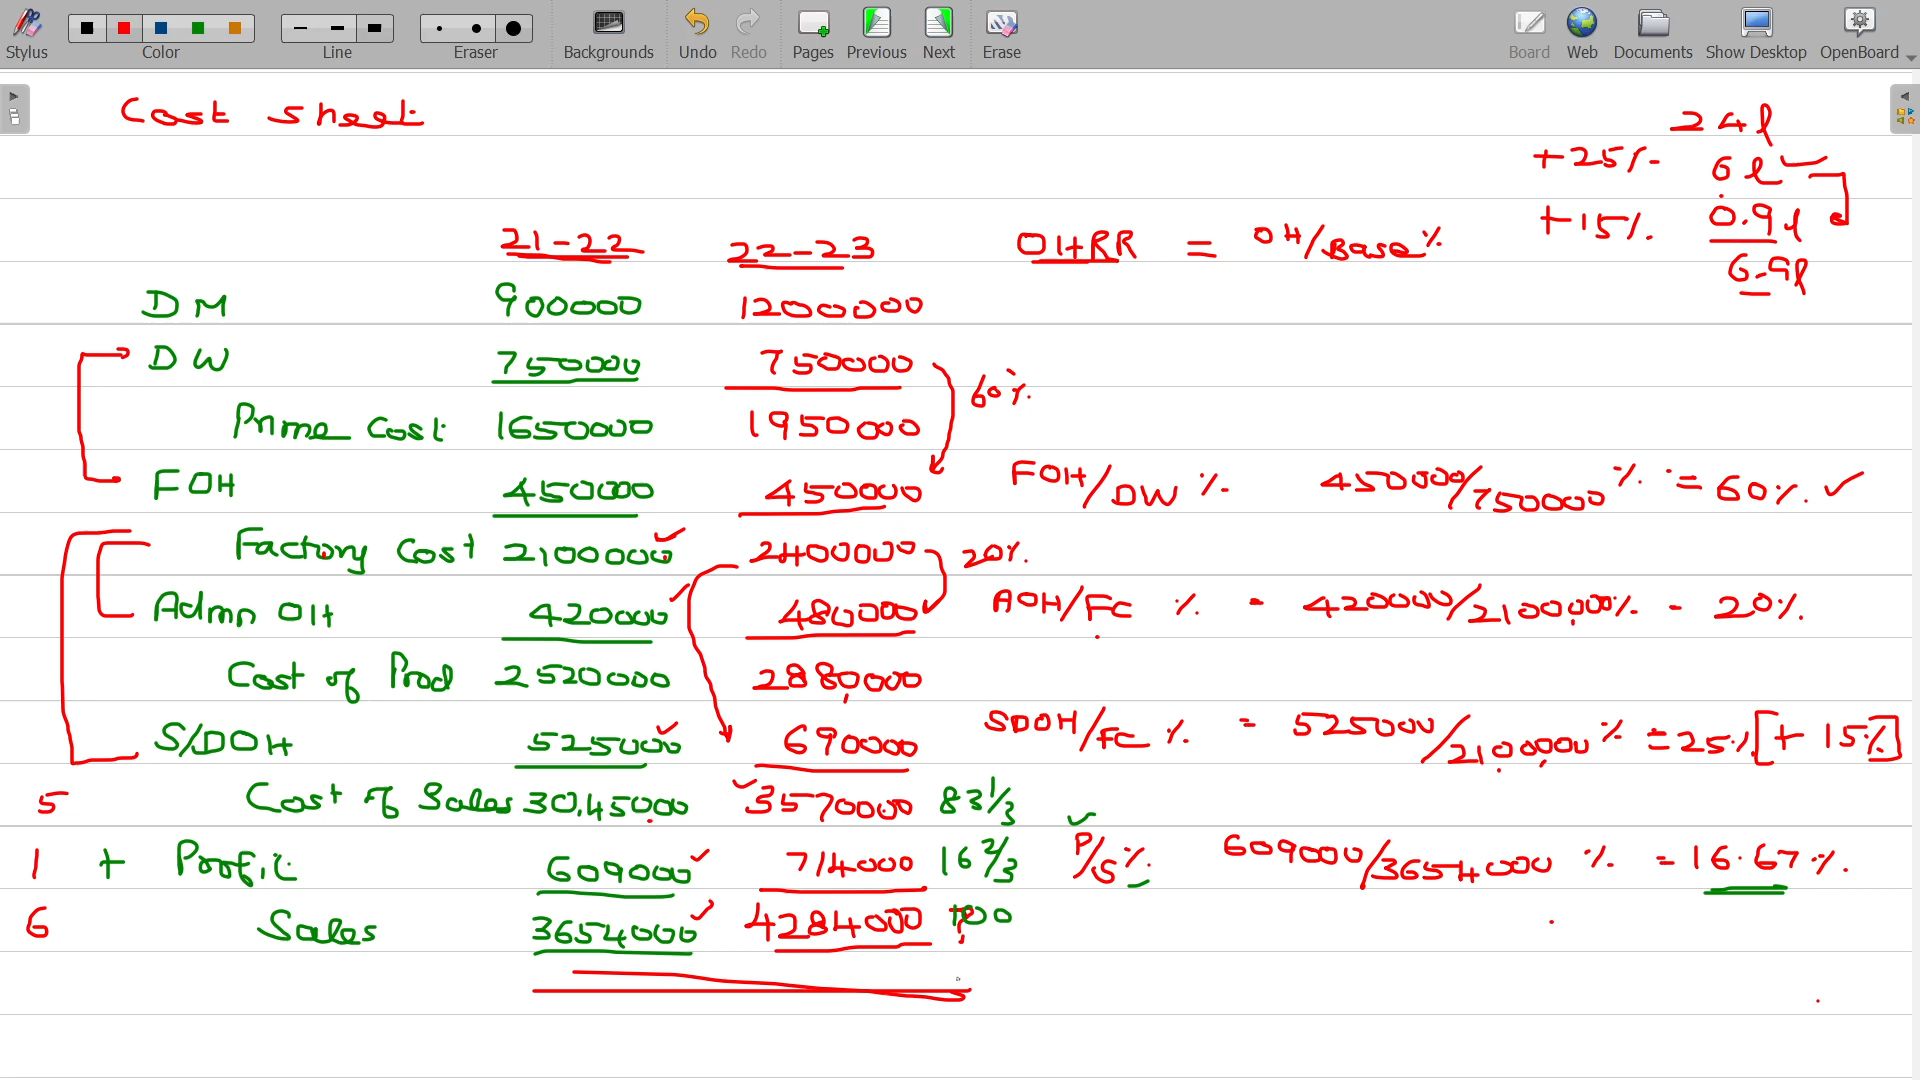 Stylus Color Line Eraser Backgrounds Undo Redo Pages Previous Next Erase Board Web Documents Show Desktop OpenBoard
Cost sheet
24l
+25% 6l
+15% 0.9l
6.9l
21-22 22-23 OHRR = OH/Base %
DM 900000 1200000
DW 750000 750000 60%
Prime Cost 1650000 1950000
FOH 450000 450000 FOH/DW % 450000/750000 % = 60%
Factory Cost 2100000 2400000 20%
Admn OH 420000 480000 AOH/FC % - 420000/2100000% - 20%
Cost of Prod 2520000 2880000
S/DOH 525000 690000 SDOH/FC % = 525000/2100000 % = 25% [+ 15%]
5 Cost of Sales 3045000 3570000 83 1/3
1 + Profit 609000 714000 16 2/3 P/S % 609000/3654000 % = 16.67%
6 Sales 3654000 4284000 100